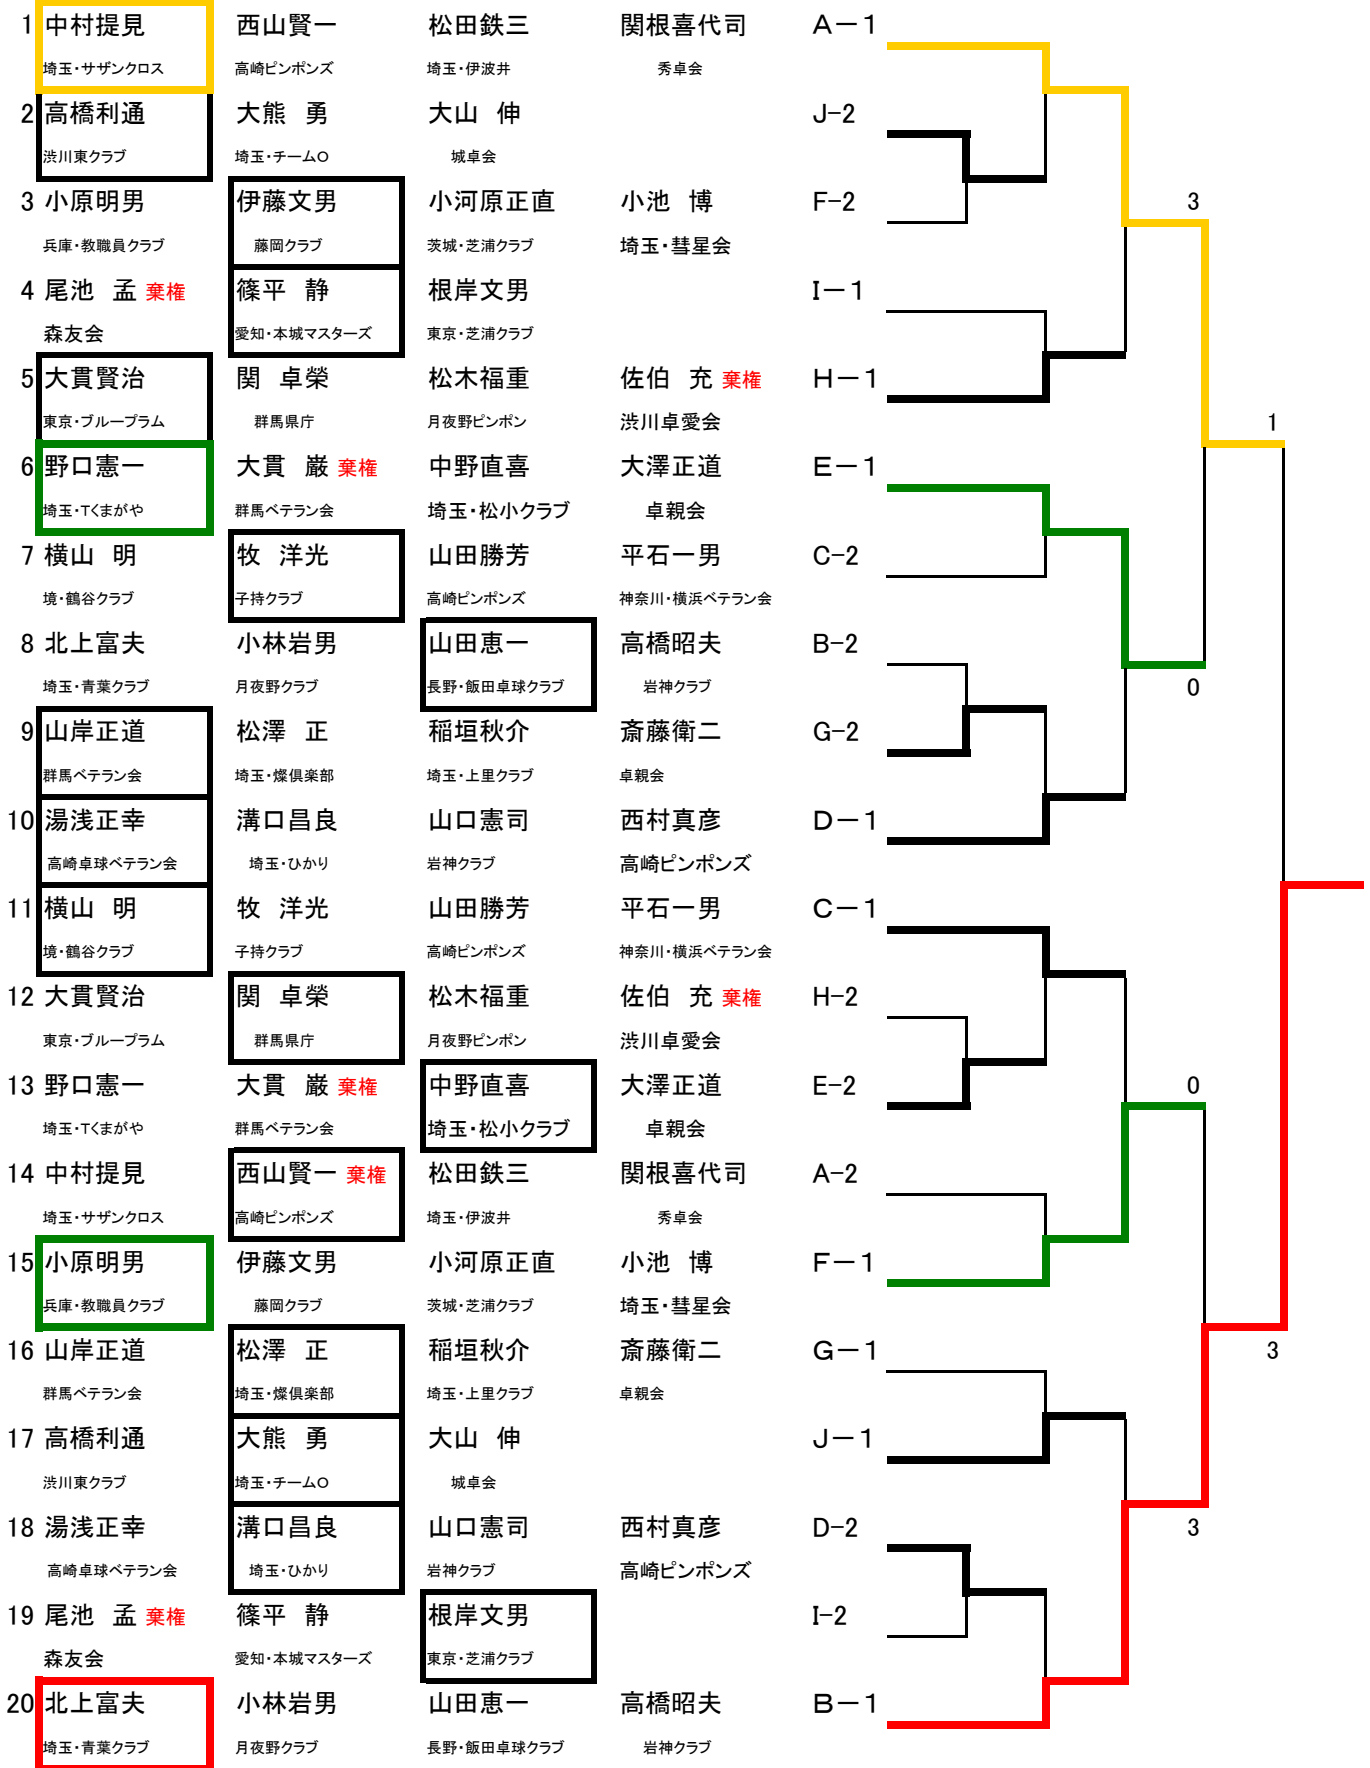 1 中村提見 西山賢一 松田鉄三 関根喜代司 A－1
埼玉・サザンクロス 高崎ピンポンズ 埼玉・伊波井 秀卓会
2 高橋利通 大熊 勇 大山 伸 J-2
渋川東クラブ 埼玉・チームO 城卓会
3 小原明男 伊藤文男 小河原正直 小池 博 F-2 3
兵庫・教職員クラブ 藤岡クラブ 茨城・芝浦クラブ 埼玉・彗星会
4 尾池 孟 棄権 篠平 静 根岸文男 I－1
森友会 愛知・本城マスターズ 東京・芝浦クラブ
5 大貫賢治 関 卓榮 松木福重 佐伯 充 棄権 H－1
東京・ブループラム 群馬県庁 月夜野ピンポン 渋川卓愛会 1
6 野口憲一 大貫 巌 棄権 中野直喜 大澤正道 E－1
埼玉・Tくまがや 群馬ベテラン会 埼玉・松小クラブ 卓親会
7 横山 明 牧 洋光 山田勝芳 平石一男 C-2
境・鶴谷クラブ 子持クラブ 高崎ピンポンズ 神奈川・横浜ベテラン会
8 北上富夫 小林岩男 山田恵一 高橋昭夫 B-2
埼玉・青葉クラブ 月夜野クラブ 長野・飯田卓球クラブ 岩神クラブ 0
9 山岸正道 松澤 正 稲垣秋介 斎藤衛二 G-2
群馬ベテラン会 埼玉・燦倶楽部 埼玉・上里クラブ 卓親会
10 湯浅正幸 溝口昌良 山口憲司 西村真彦 D－1
高崎卓球ベテラン会 埼玉・ひかり 岩神クラブ 高崎ピンポンズ
11 横山 明 牧 洋光 山田勝芳 平石一男 C－1
境・鶴谷クラブ 子持クラブ 高崎ピンポンズ 神奈川・横浜ベテラン会
12 大貫賢治 関 卓榮 松木福重 佐伯 充 棄権 H-2
東京・ブループラム 群馬県庁 月夜野ピンポン 渋川卓愛会
13 野口憲一 大貫 巌 棄権 中野直喜 大澤正道 E-2 0
埼玉・Tくまがや 群馬ベテラン会 埼玉・松小クラブ 卓親会
14 中村提見 西山賢一 棄権 松田鉄三 関根喜代司 A-2
埼玉・サザンクロス 高崎ピンポンズ 埼玉・伊波井 秀卓会
15 小原明男 伊藤文男 小河原正直 小池 博 F－1
兵庫・教職員クラブ 藤岡クラブ 茨城・芝浦クラブ 埼玉・彗星会
16 山岸正道 松澤 正 稲垣秋介 斎藤衛二 G－1 3
群馬ベテラン会 埼玉・燦倶楽部 埼玉・上里クラブ 卓親会
17 高橋利通 大熊 勇 大山 伸 J－1
渋川東クラブ 埼玉・チームO 城卓会
18 湯浅正幸 溝口昌良 山口憲司 西村真彦 D-2 3
高崎卓球ベテラン会 埼玉・ひかり 岩神クラブ 高崎ピンポンズ
19 尾池 孟 棄権 篠平 静 根岸文男 I-2
森友会 愛知・本城マスターズ 東京・芝浦クラブ
20 北上富夫 小林岩男 山田恵一 高橋昭夫 B－1
埼玉・青葉クラブ 月夜野クラブ 長野・飯田卓球クラブ 岩神クラブ